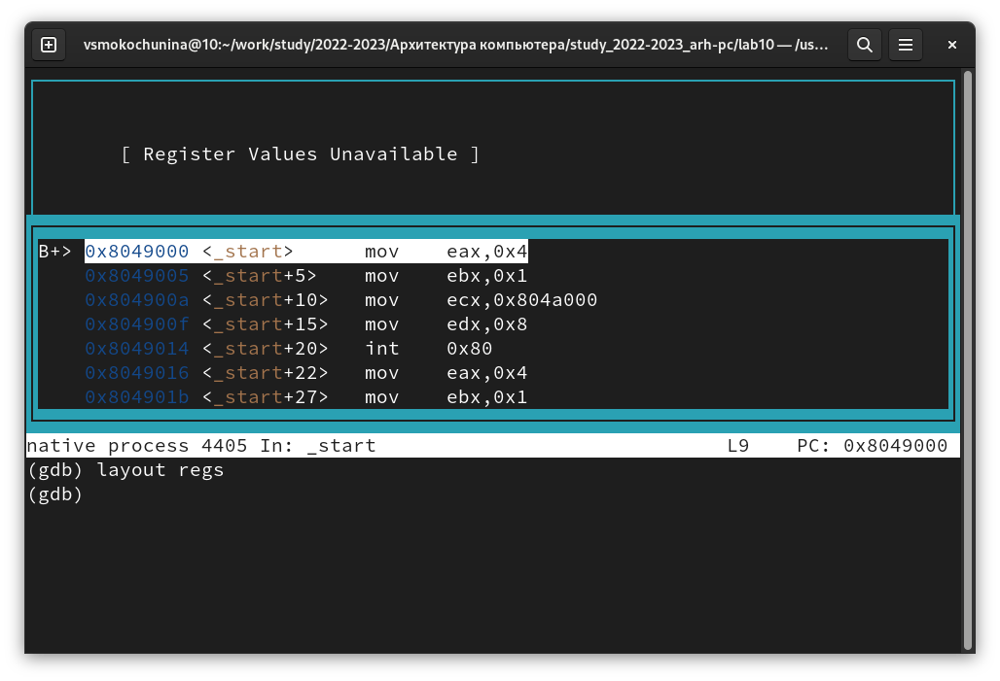 vsmokochunina@10:~/work/study/2022-2023/Архитектура компьютера/study_2022-2023_arh-pc/lab10 — /us…
[ Register Values Unavailable ]
B+> 0x8049000 <_start> mov eax,0x4
0x8049005 <_start+5> mov ebx,0x1
0x804900a <_start+10> mov ecx,0x804a000
0x804900f <_start+15> mov edx,0x8
0x8049014 <_start+20> int 0x80
0x8049016 <_start+22> mov eax,0x4
0x804901b <_start+27> mov ebx,0x1
native process 4405 In: _start L9 PC: 0x8049000
(gdb) layout regs
(gdb)